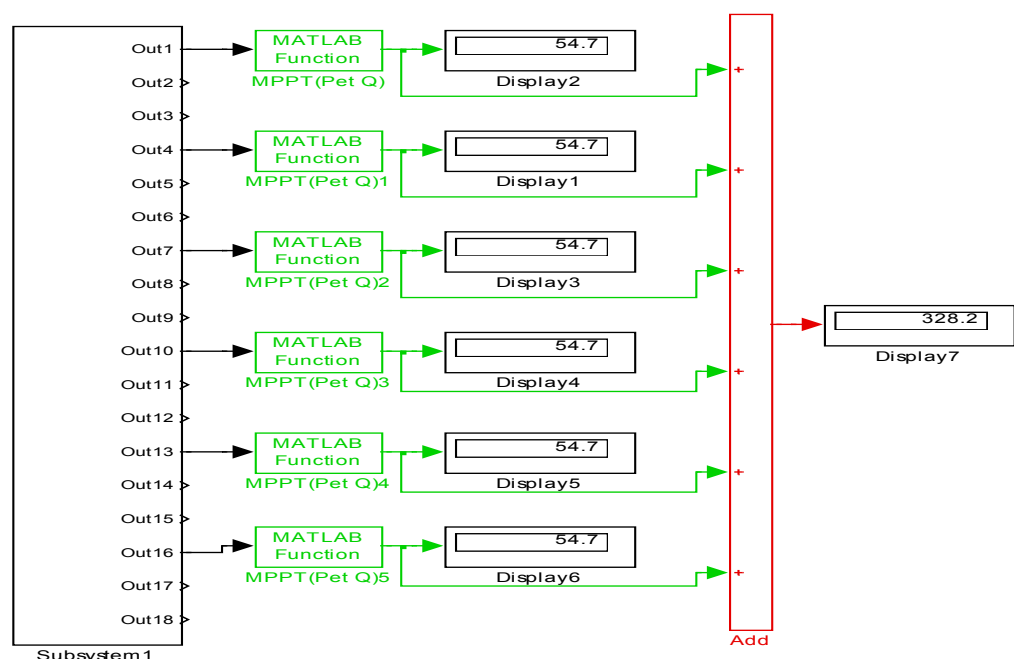 Out1
MATLAB
Function
54.7
MPPT(Pet Q)
Display2
+
Out2
Out3
Out4
MATLAB
Function
54.7
MPPT(Pet Q)1
Display1
+
Out5
Out6
Out7
MATLAB
Function
54.7
MPPT(Pet Q)2
Display3
+
Out8
Out9
328.2
Display7
Out10
MATLAB
Function
54.7
MPPT(Pet Q)3
Display4
+
Out11
Out12
Out13
MATLAB
Function
54.7
MPPT(Pet Q)4
Display5
+
Out14
Out15
Out16
MATLAB
Function
54.7
MPPT(Pet Q)5
Display6
+
Out17
Out18
Add
Subsystem1